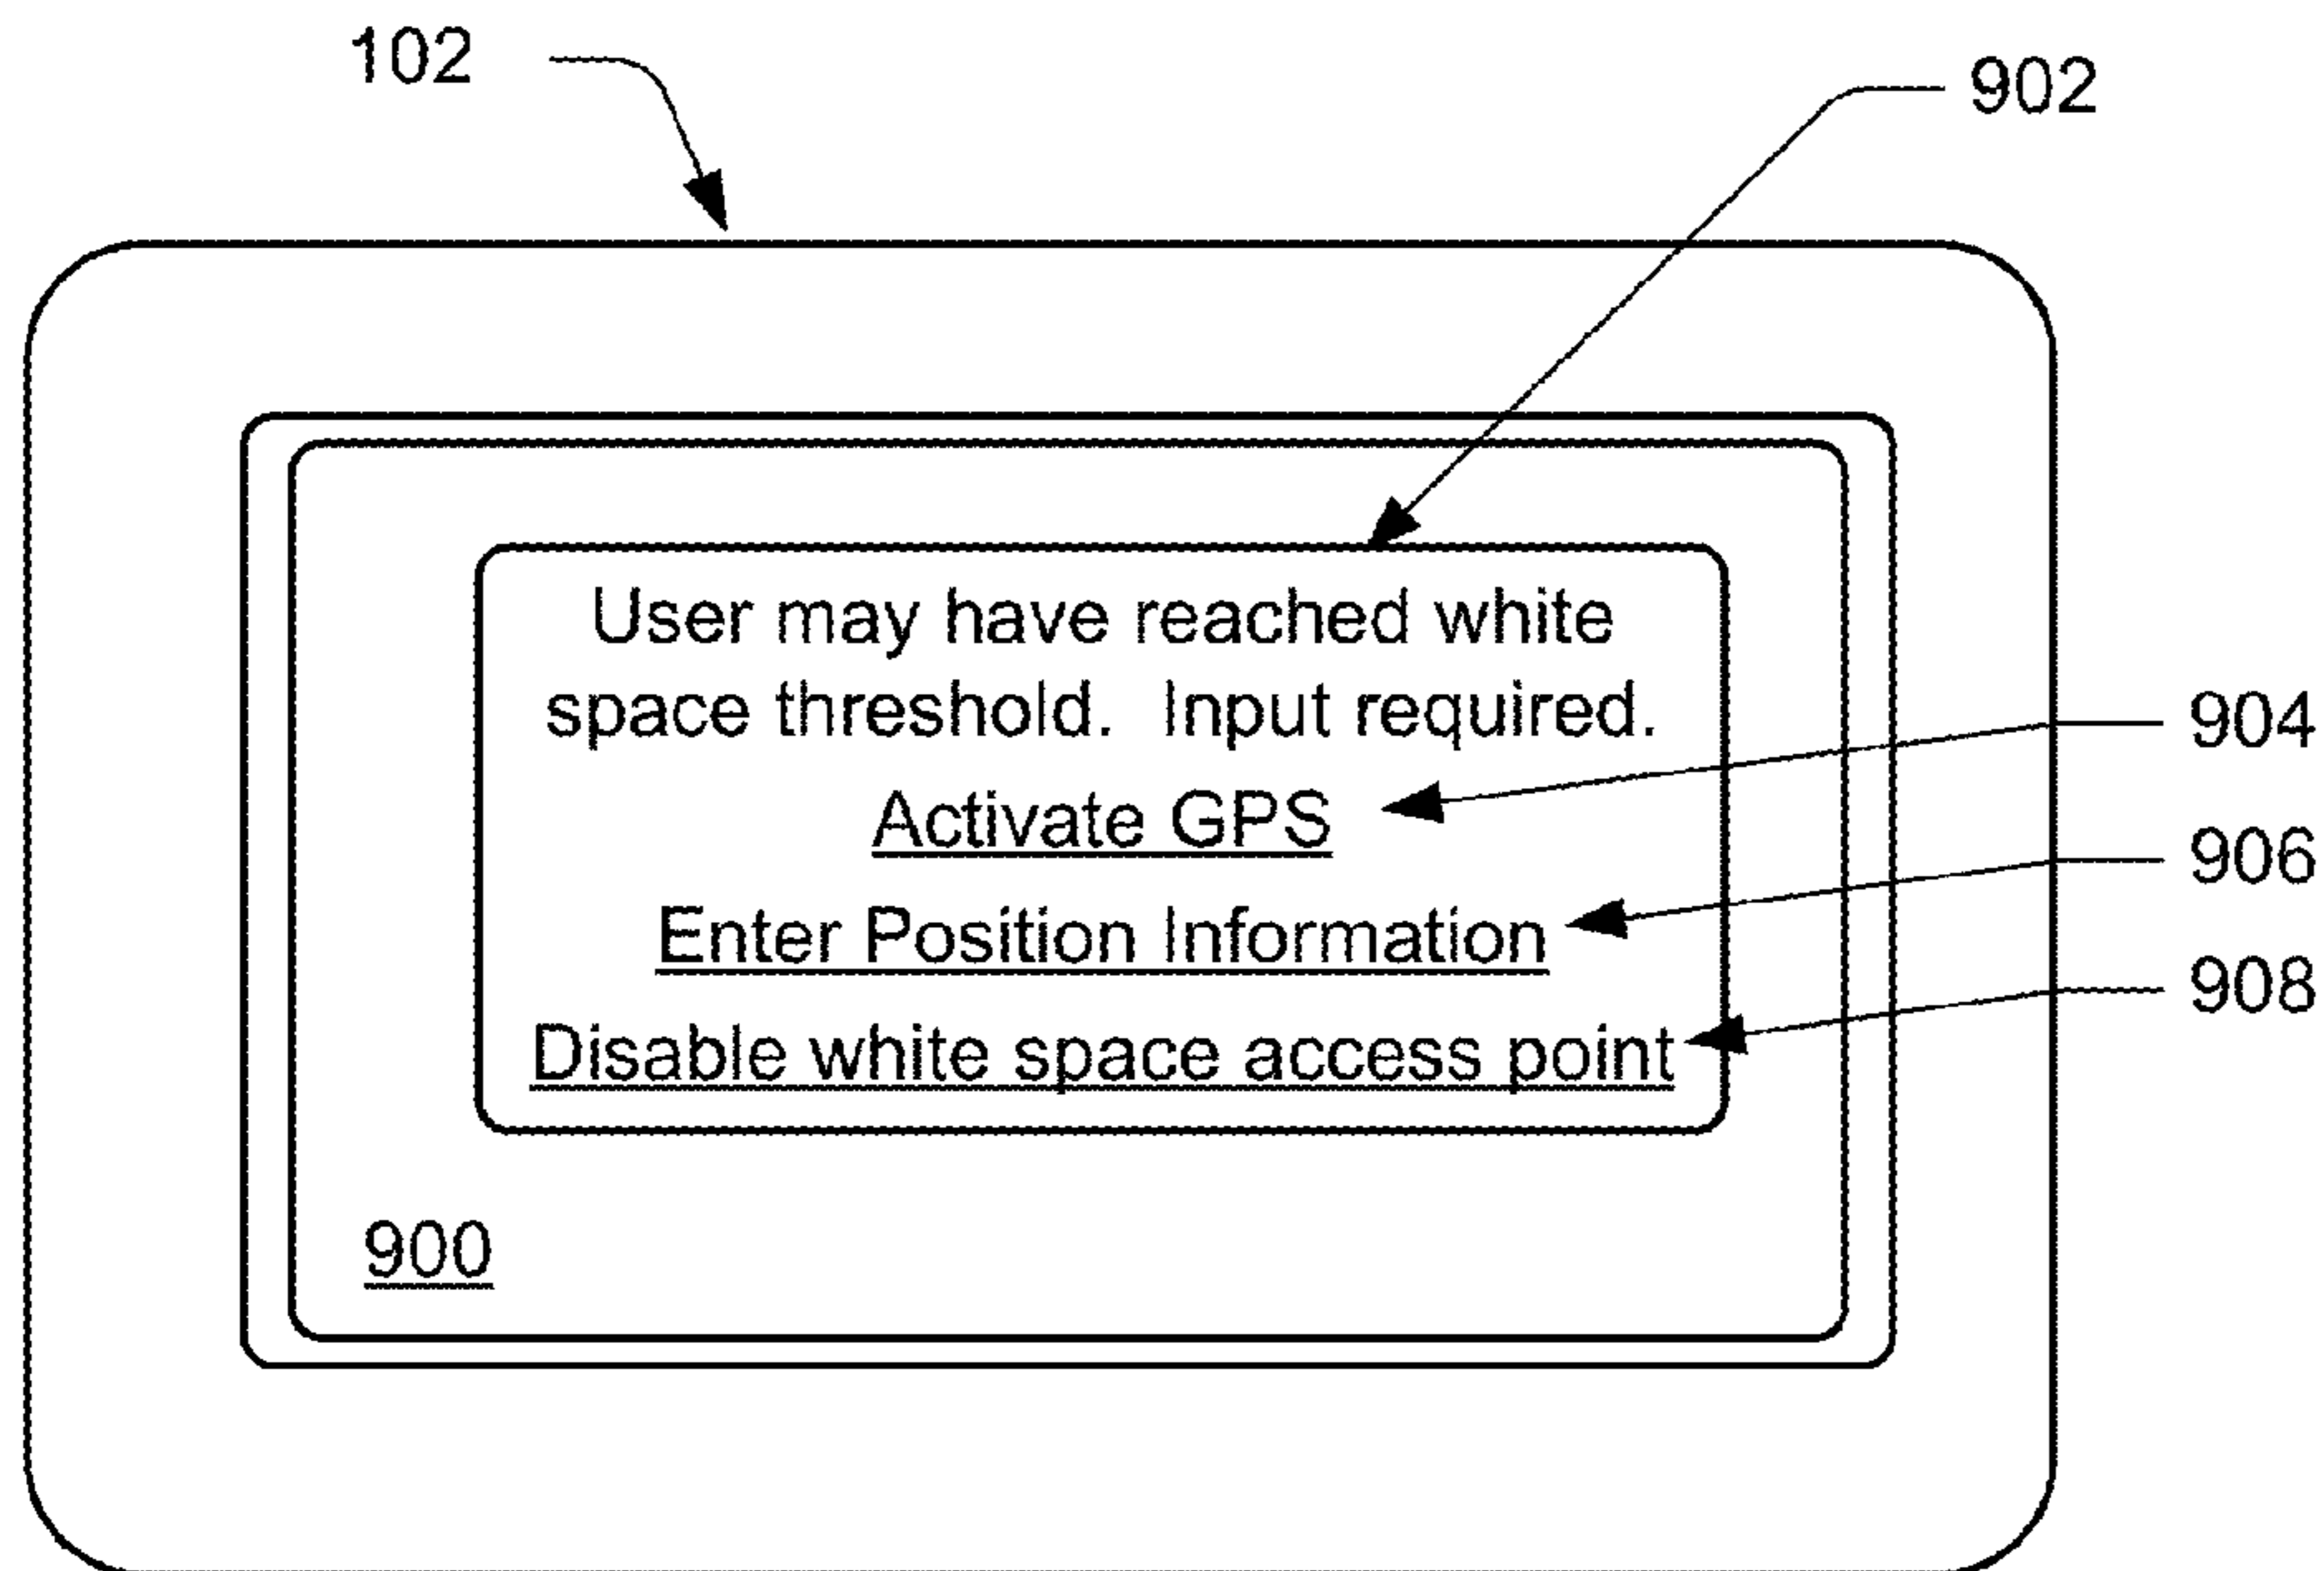 102
902
User may have reached white
space threshold.  Input required.
904
Activate GPS
906
Enter Position Information
908
Disable white space access point
900